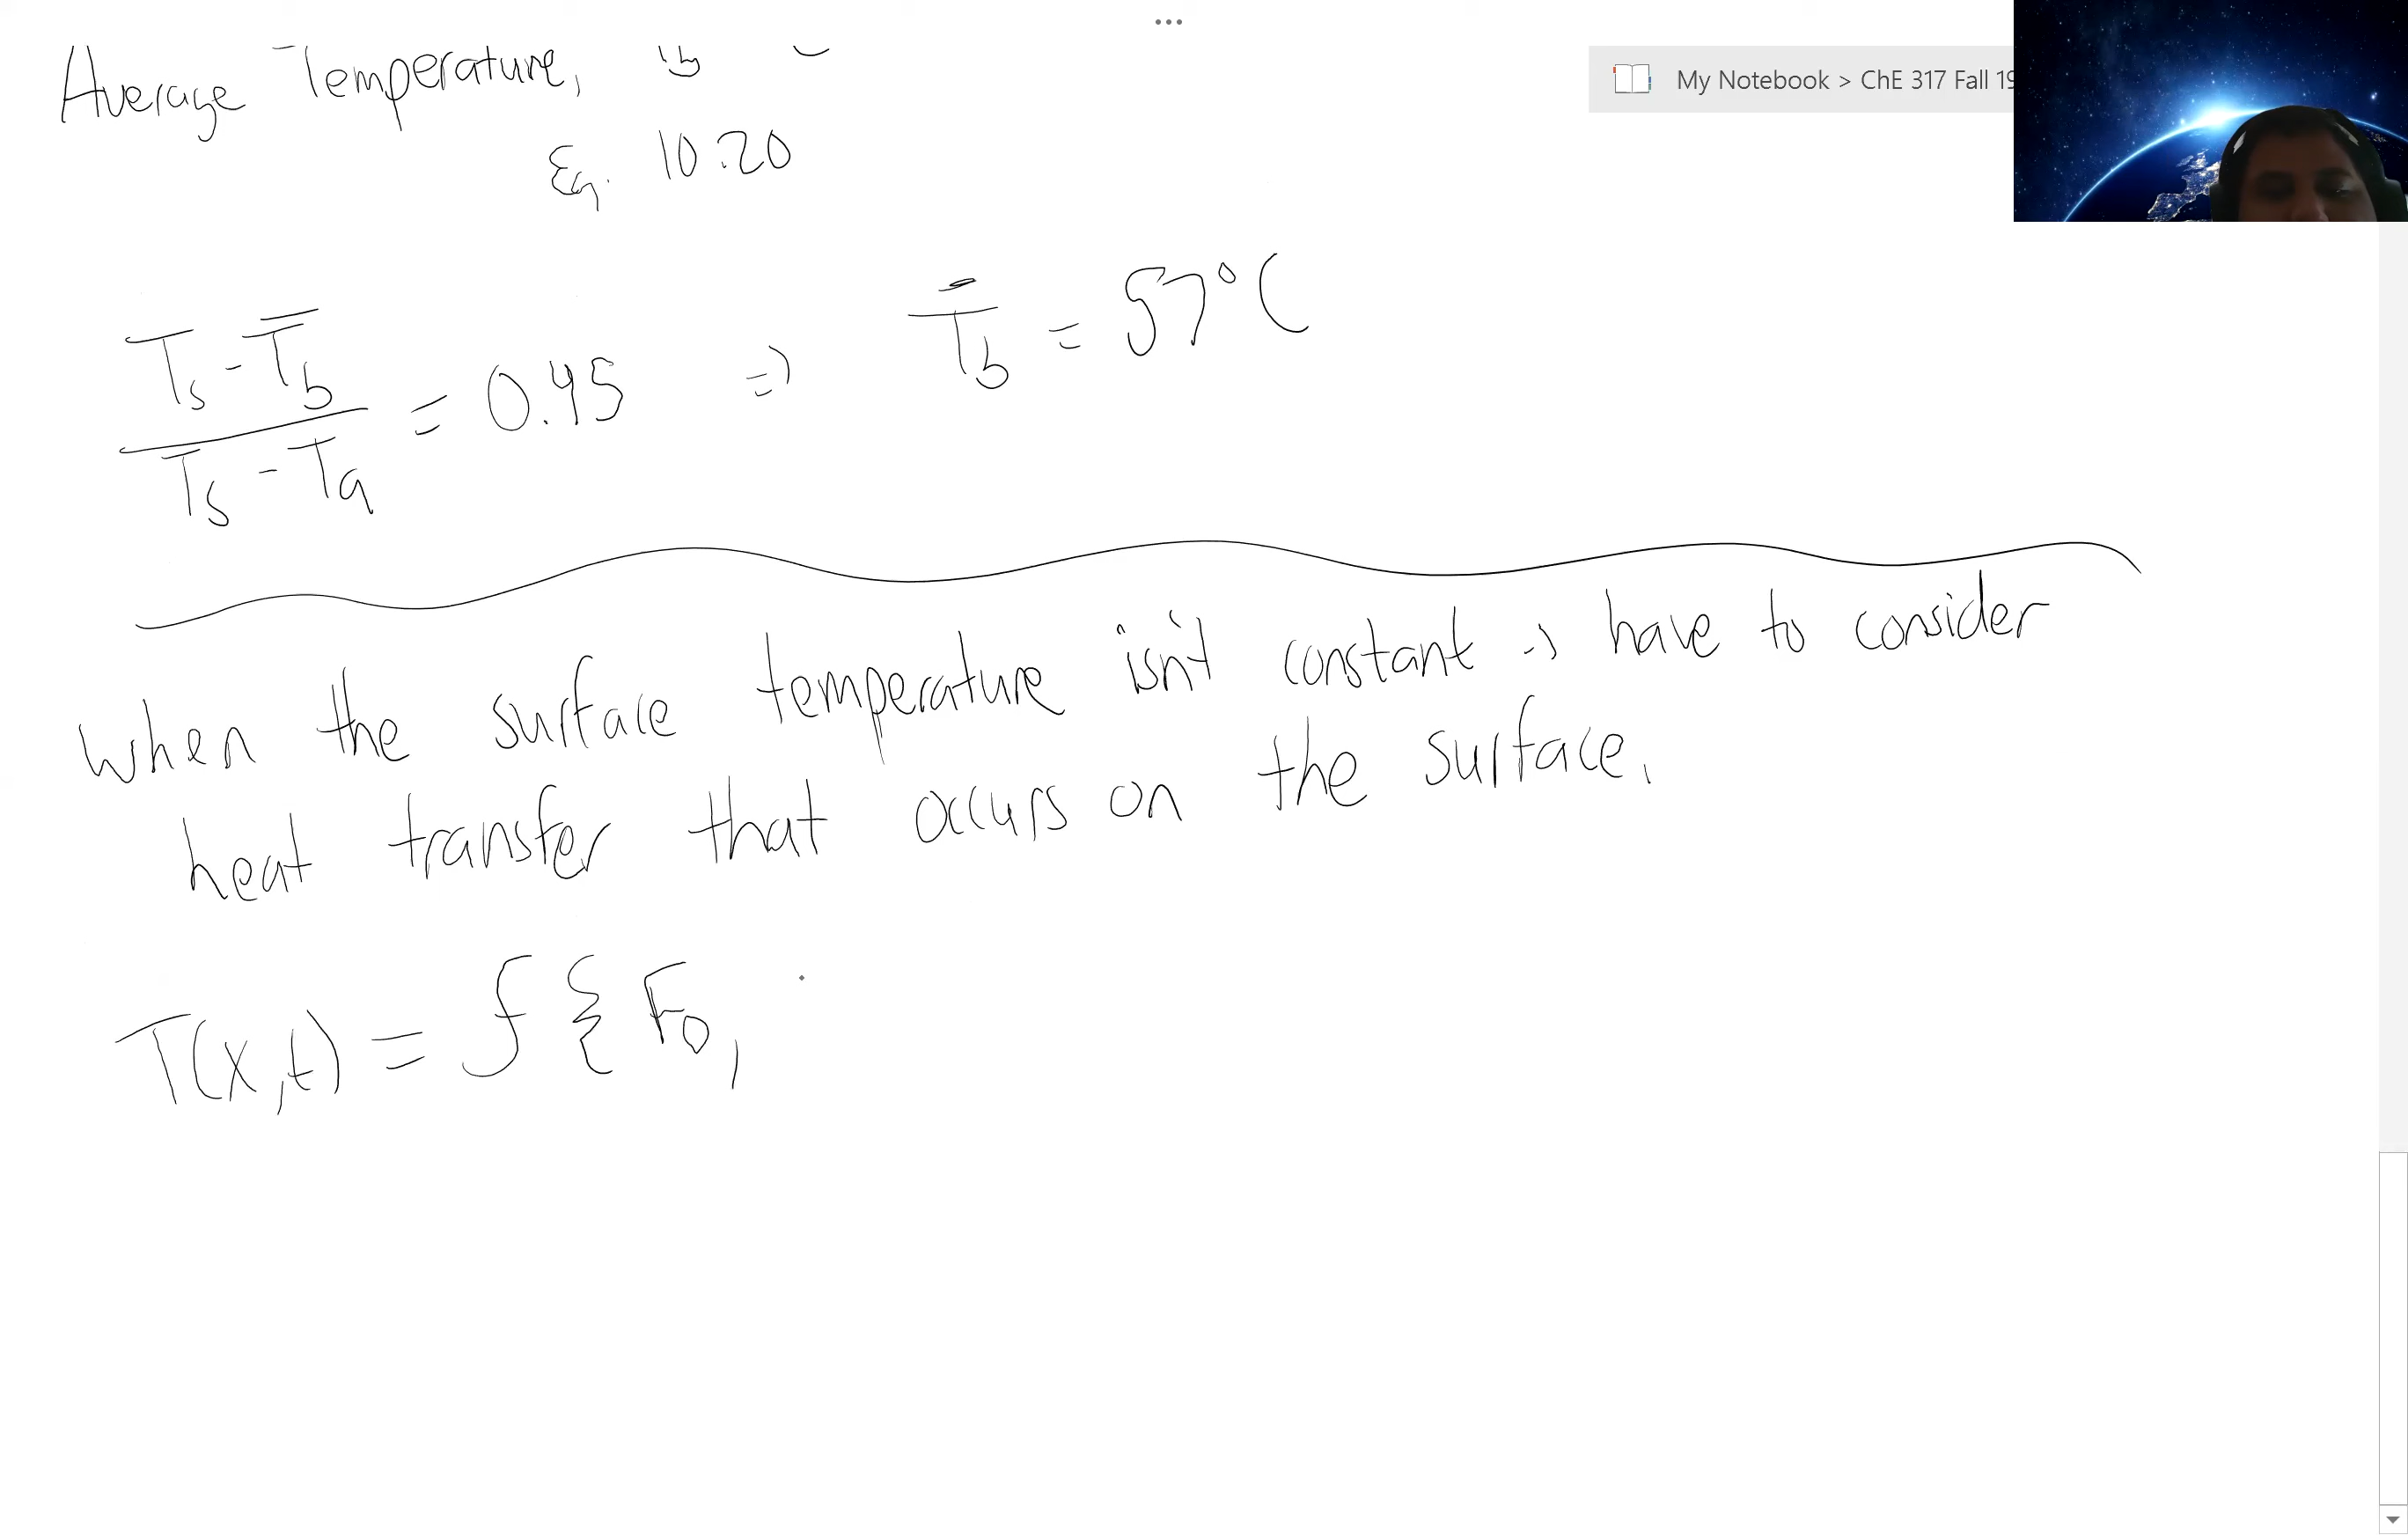 My Notebook > ChE 317 Fall 19
Average Temperature,
Eq. 10.20
Ts - T̄b / Ts - Ta = 0.45 => T̄b = 57°C
When the surface temperature isn't constant → have to consider
heat transfer that occurs on the surface.
T(x,t) = f { Fo,